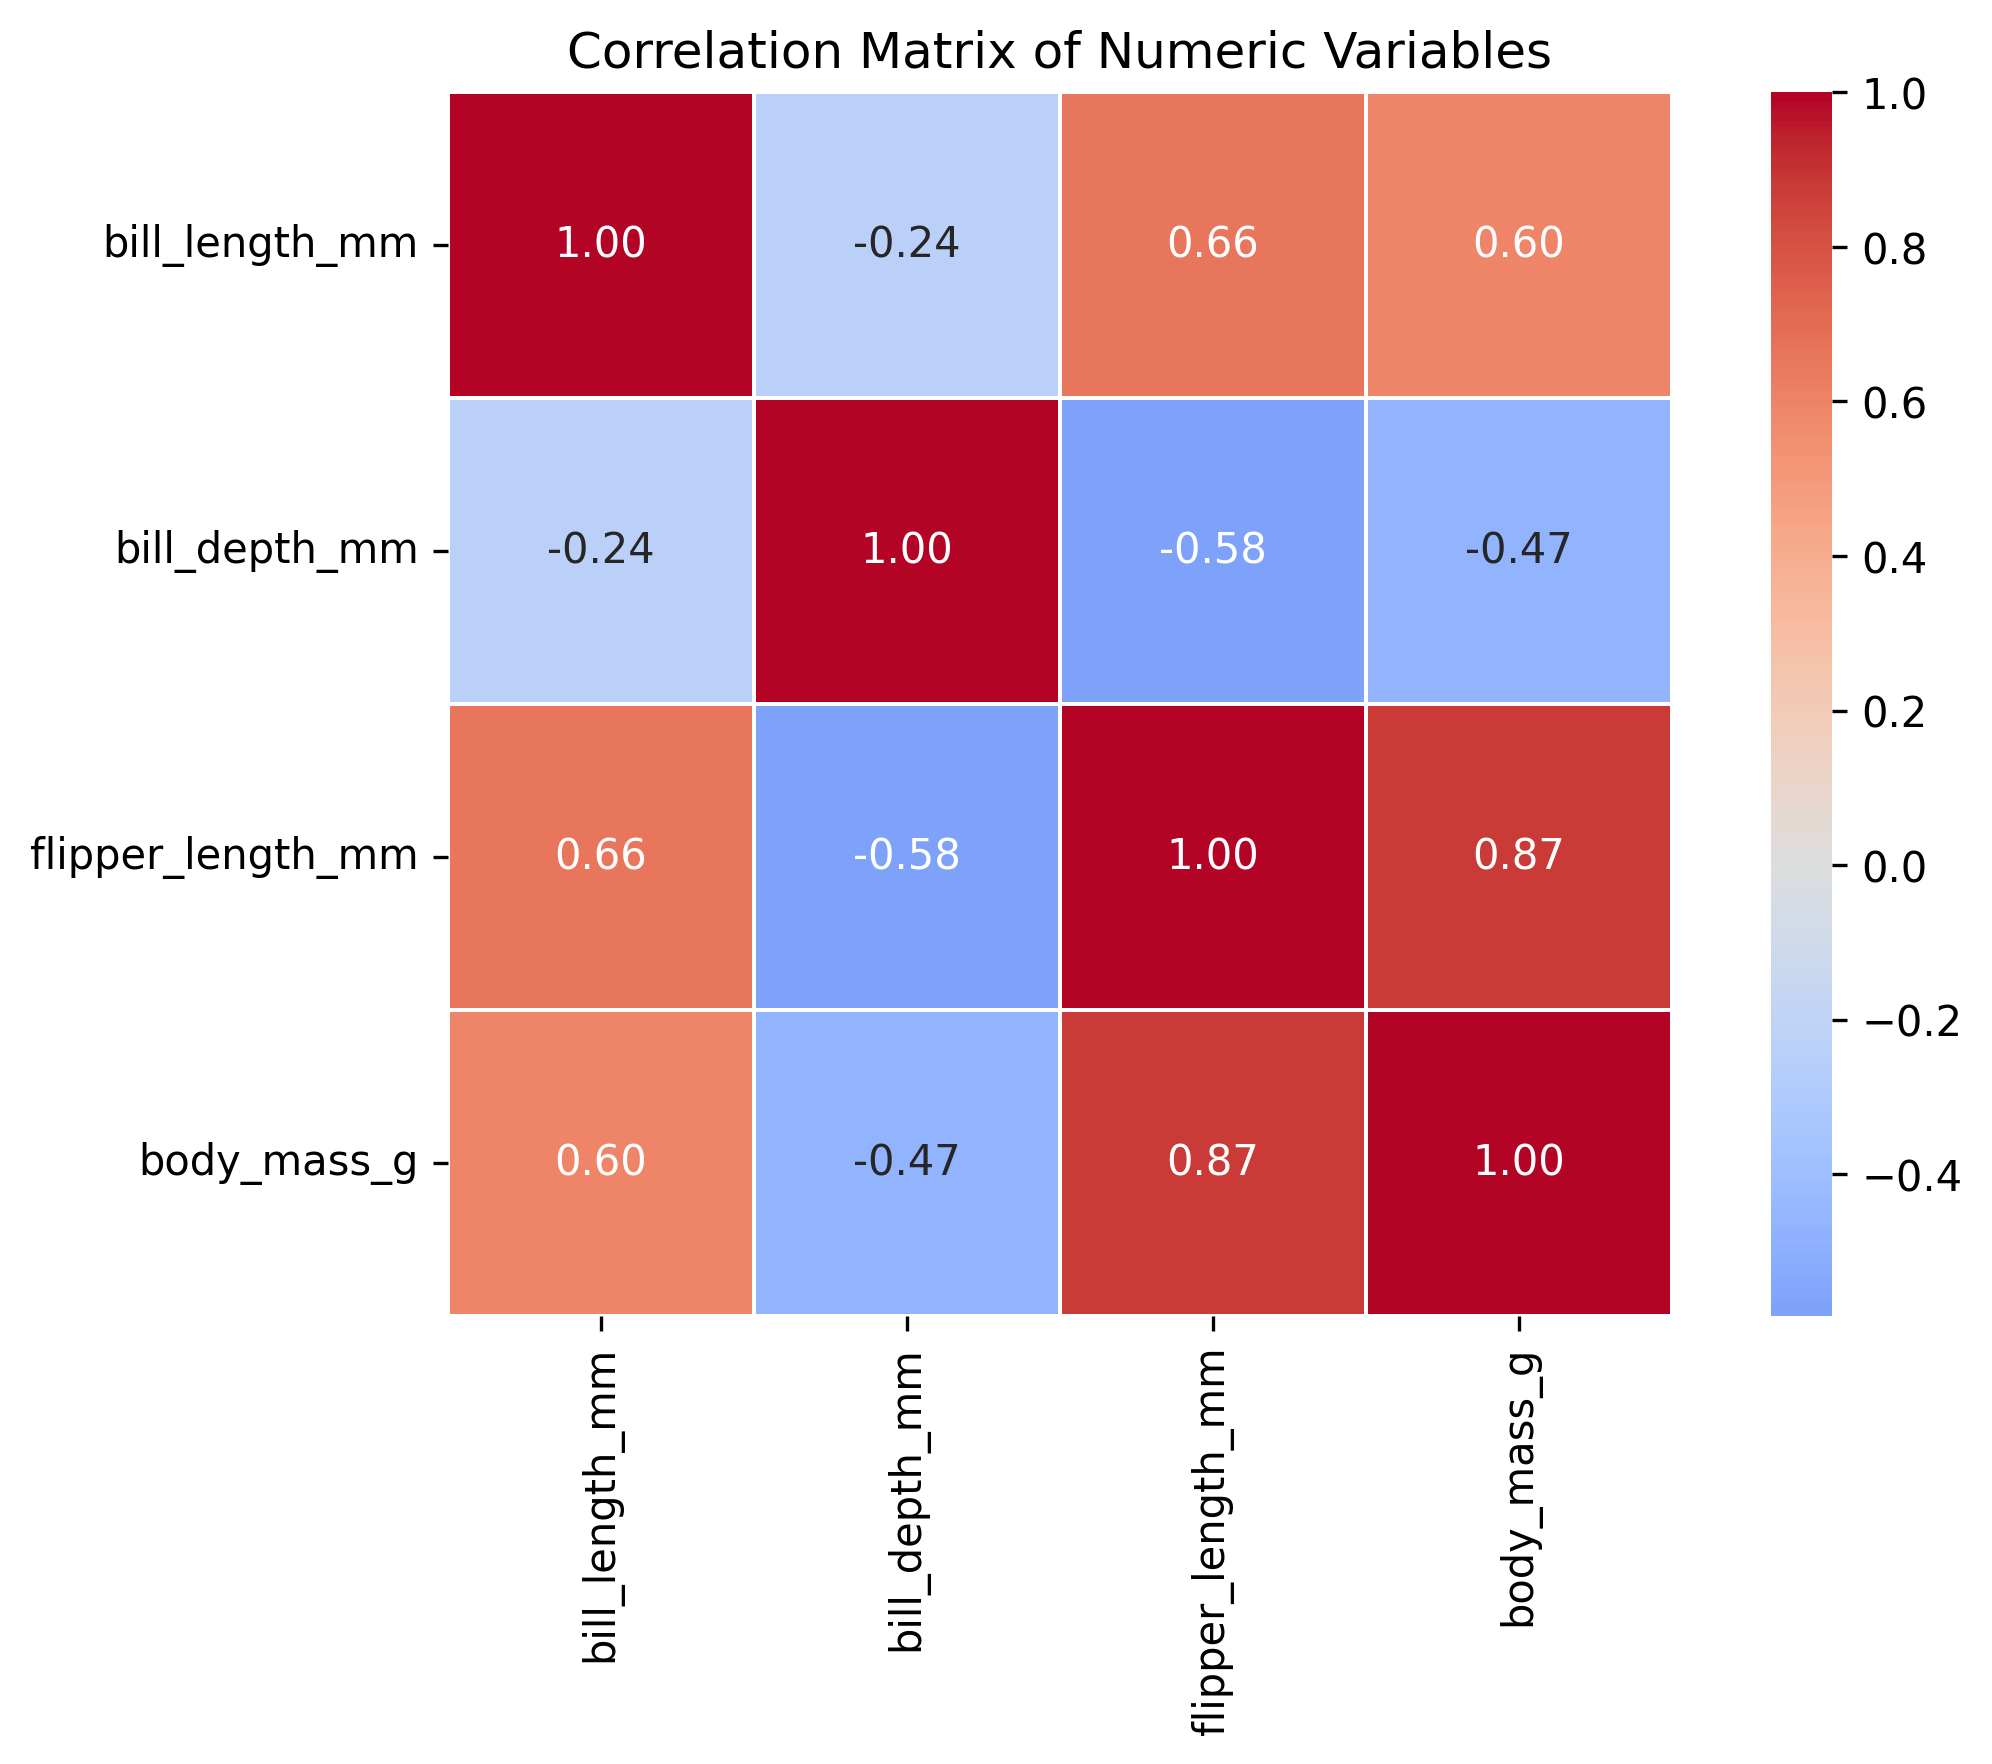 Correlation Matrix of Numeric Variables
bill_length_mm 1.00 -0.24 0.66 0.60
bill_depth_mm -0.24 1.00 -0.58 -0.47
flipper_length_mm 0.66 -0.58 1.00 0.87
body_mass_g 0.60 -0.47 0.87 1.00
bill_length_mm
bill_depth_mm
flipper_length_mm
body_mass_g
1.0
0.8
0.6
0.4
0.2
0.0
−0.2
−0.4